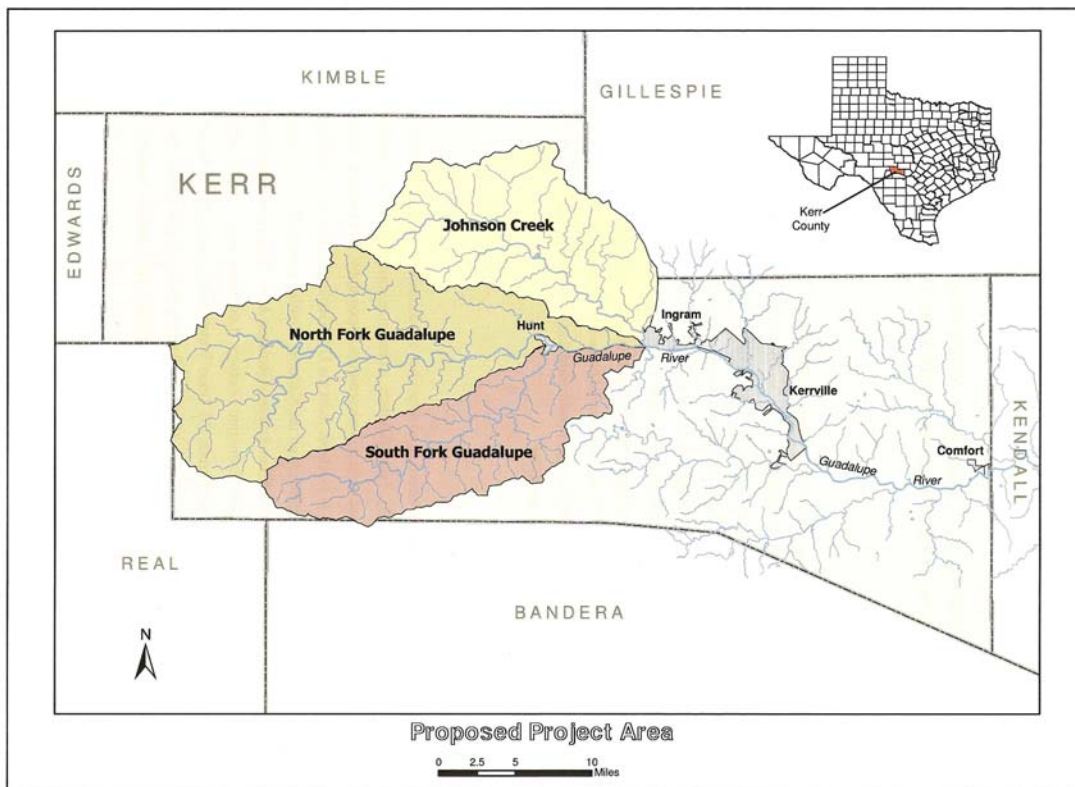 KIMBLE
GILLESPIE
EDWARDS
KERR
Kerr
County
Johnson Creek
North Fork Guadalupe
Hunt
Ingram
Guadalupe
River
Kerrville
South Fork Guadalupe
Guadalupe
River
Comfort
KENDALL
REAL
BANDERA
N
Proposed Project Area
0 2.5 5 10
Miles